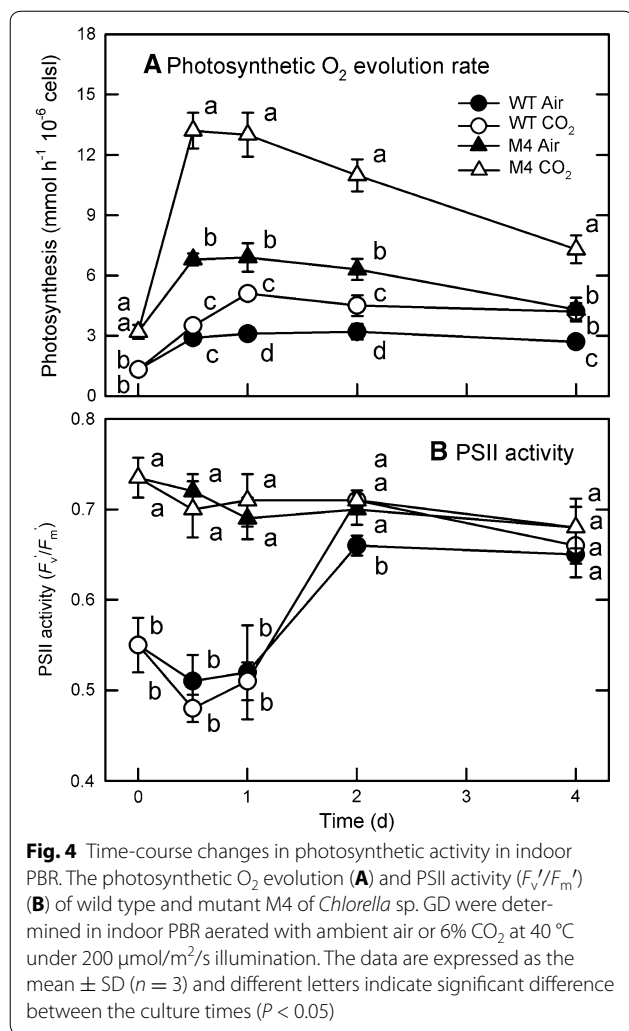 A Photosynthetic O₂ evolution rate
WT Air
WT CO₂
M4 Air
M4 CO₂
Photosynthesis (mmol h⁻¹ 10⁻⁶ celsl)
18
15
12
9
6
3
0
a
a
a
a
a
a
b
b
b
b
c
c
c
b
b
b
c
d
d
c
B PSII activity
PSII activity (Fv′/Fm′)
0.8
0.7
0.6
0.5
0.4
a
a
a
a
a
a
a
a
a
a
b
b
b
b
b
b
b
a
a
a
a
0
1
2
3
4
Time (d)
Fig. 4 Time-course changes in photosynthetic activity in indoor
PBR. The photosynthetic O₂ evolution (A) and PSII activity (Fv′/Fm′)
(B) of wild type and mutant M4 of Chlorella sp. GD were deter-
mined in indoor PBR aerated with ambient air or 6% CO₂ at 40 °C
under 200 μmol/m²/s illumination. The data are expressed as the
mean ± SD (n = 3) and different letters indicate significant difference
between the culture times (P < 0.05)